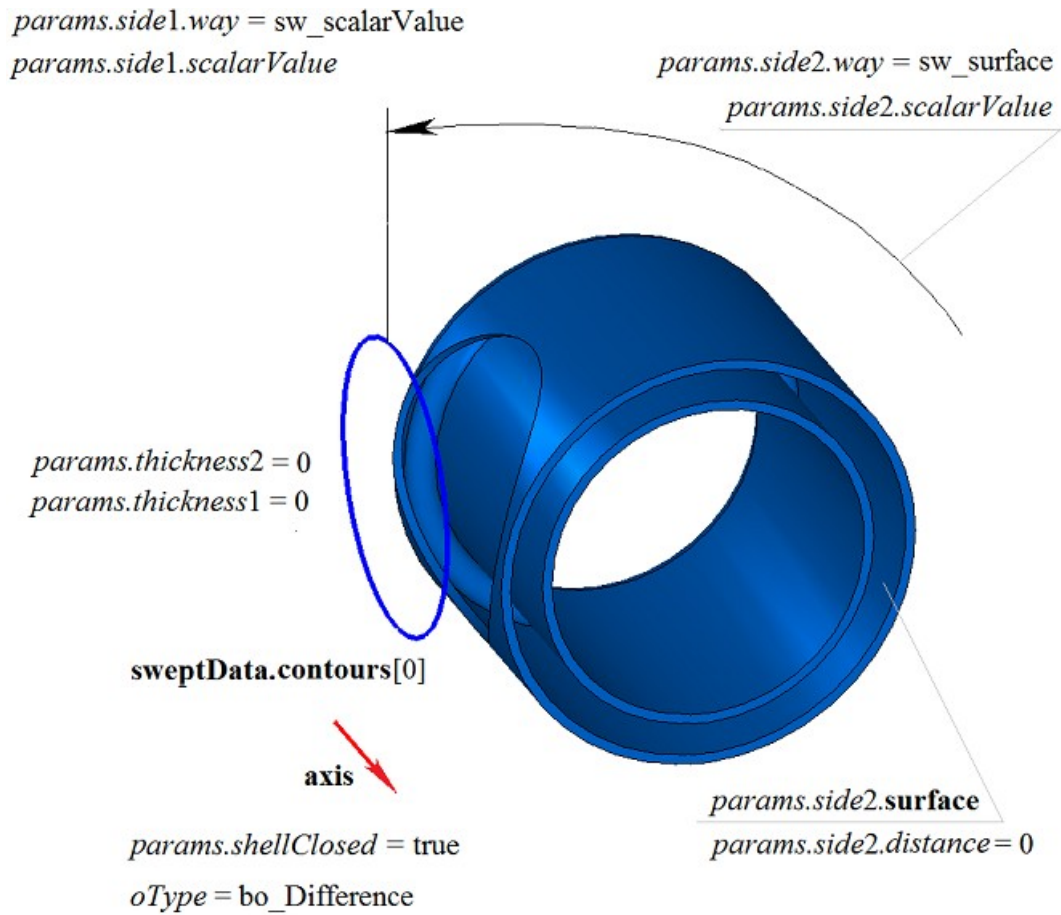 params.side1.way = sw_scalarValue
params.side1.scalarValue
params.side2.way = sw_surface
params.side2.scalarValue
params.thickness2 = 0
params.thickness1 = 0
sweptData.contours[0]
axis
params.side2.surface
params.side2.distance = 0
params.shellClosed = true
oType = bo_Difference